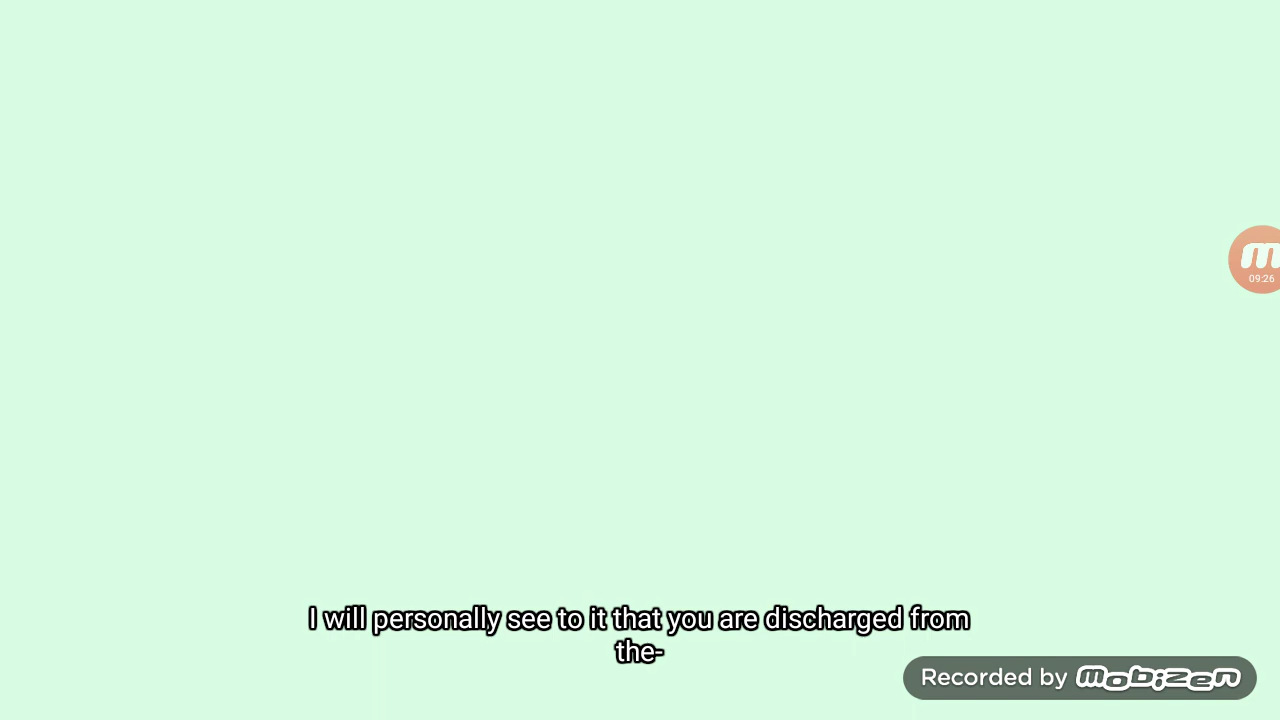 m
09:26
I will personally see to it that you are discharged from
the-
Recorded by mobizen